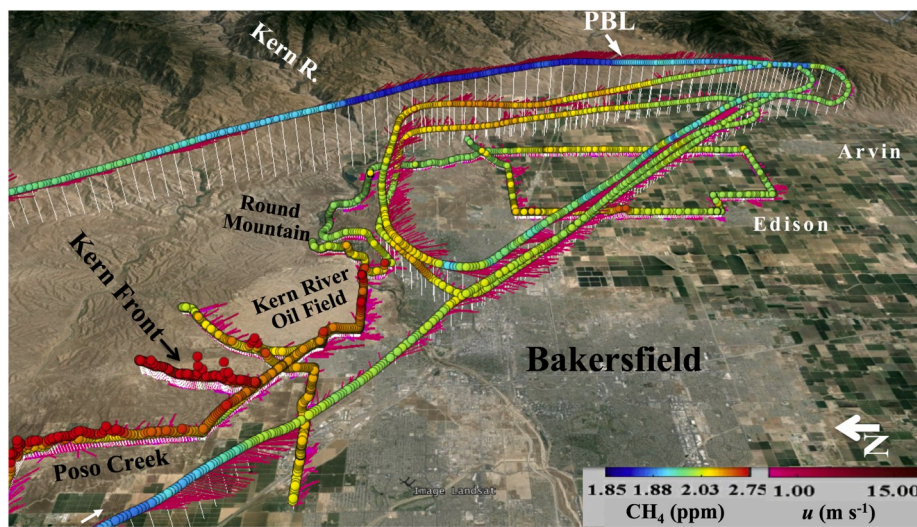 PBL
Kern R.
Arvin
Round
Mountain
Edison
Kern Front
Kern River
Oil Field
Bakersfield
N
Poso Creek
Image Landsat
1.85 1.88 2.03 2.75 1.00 15.00
CH₄ (ppm) u (m s⁻¹)